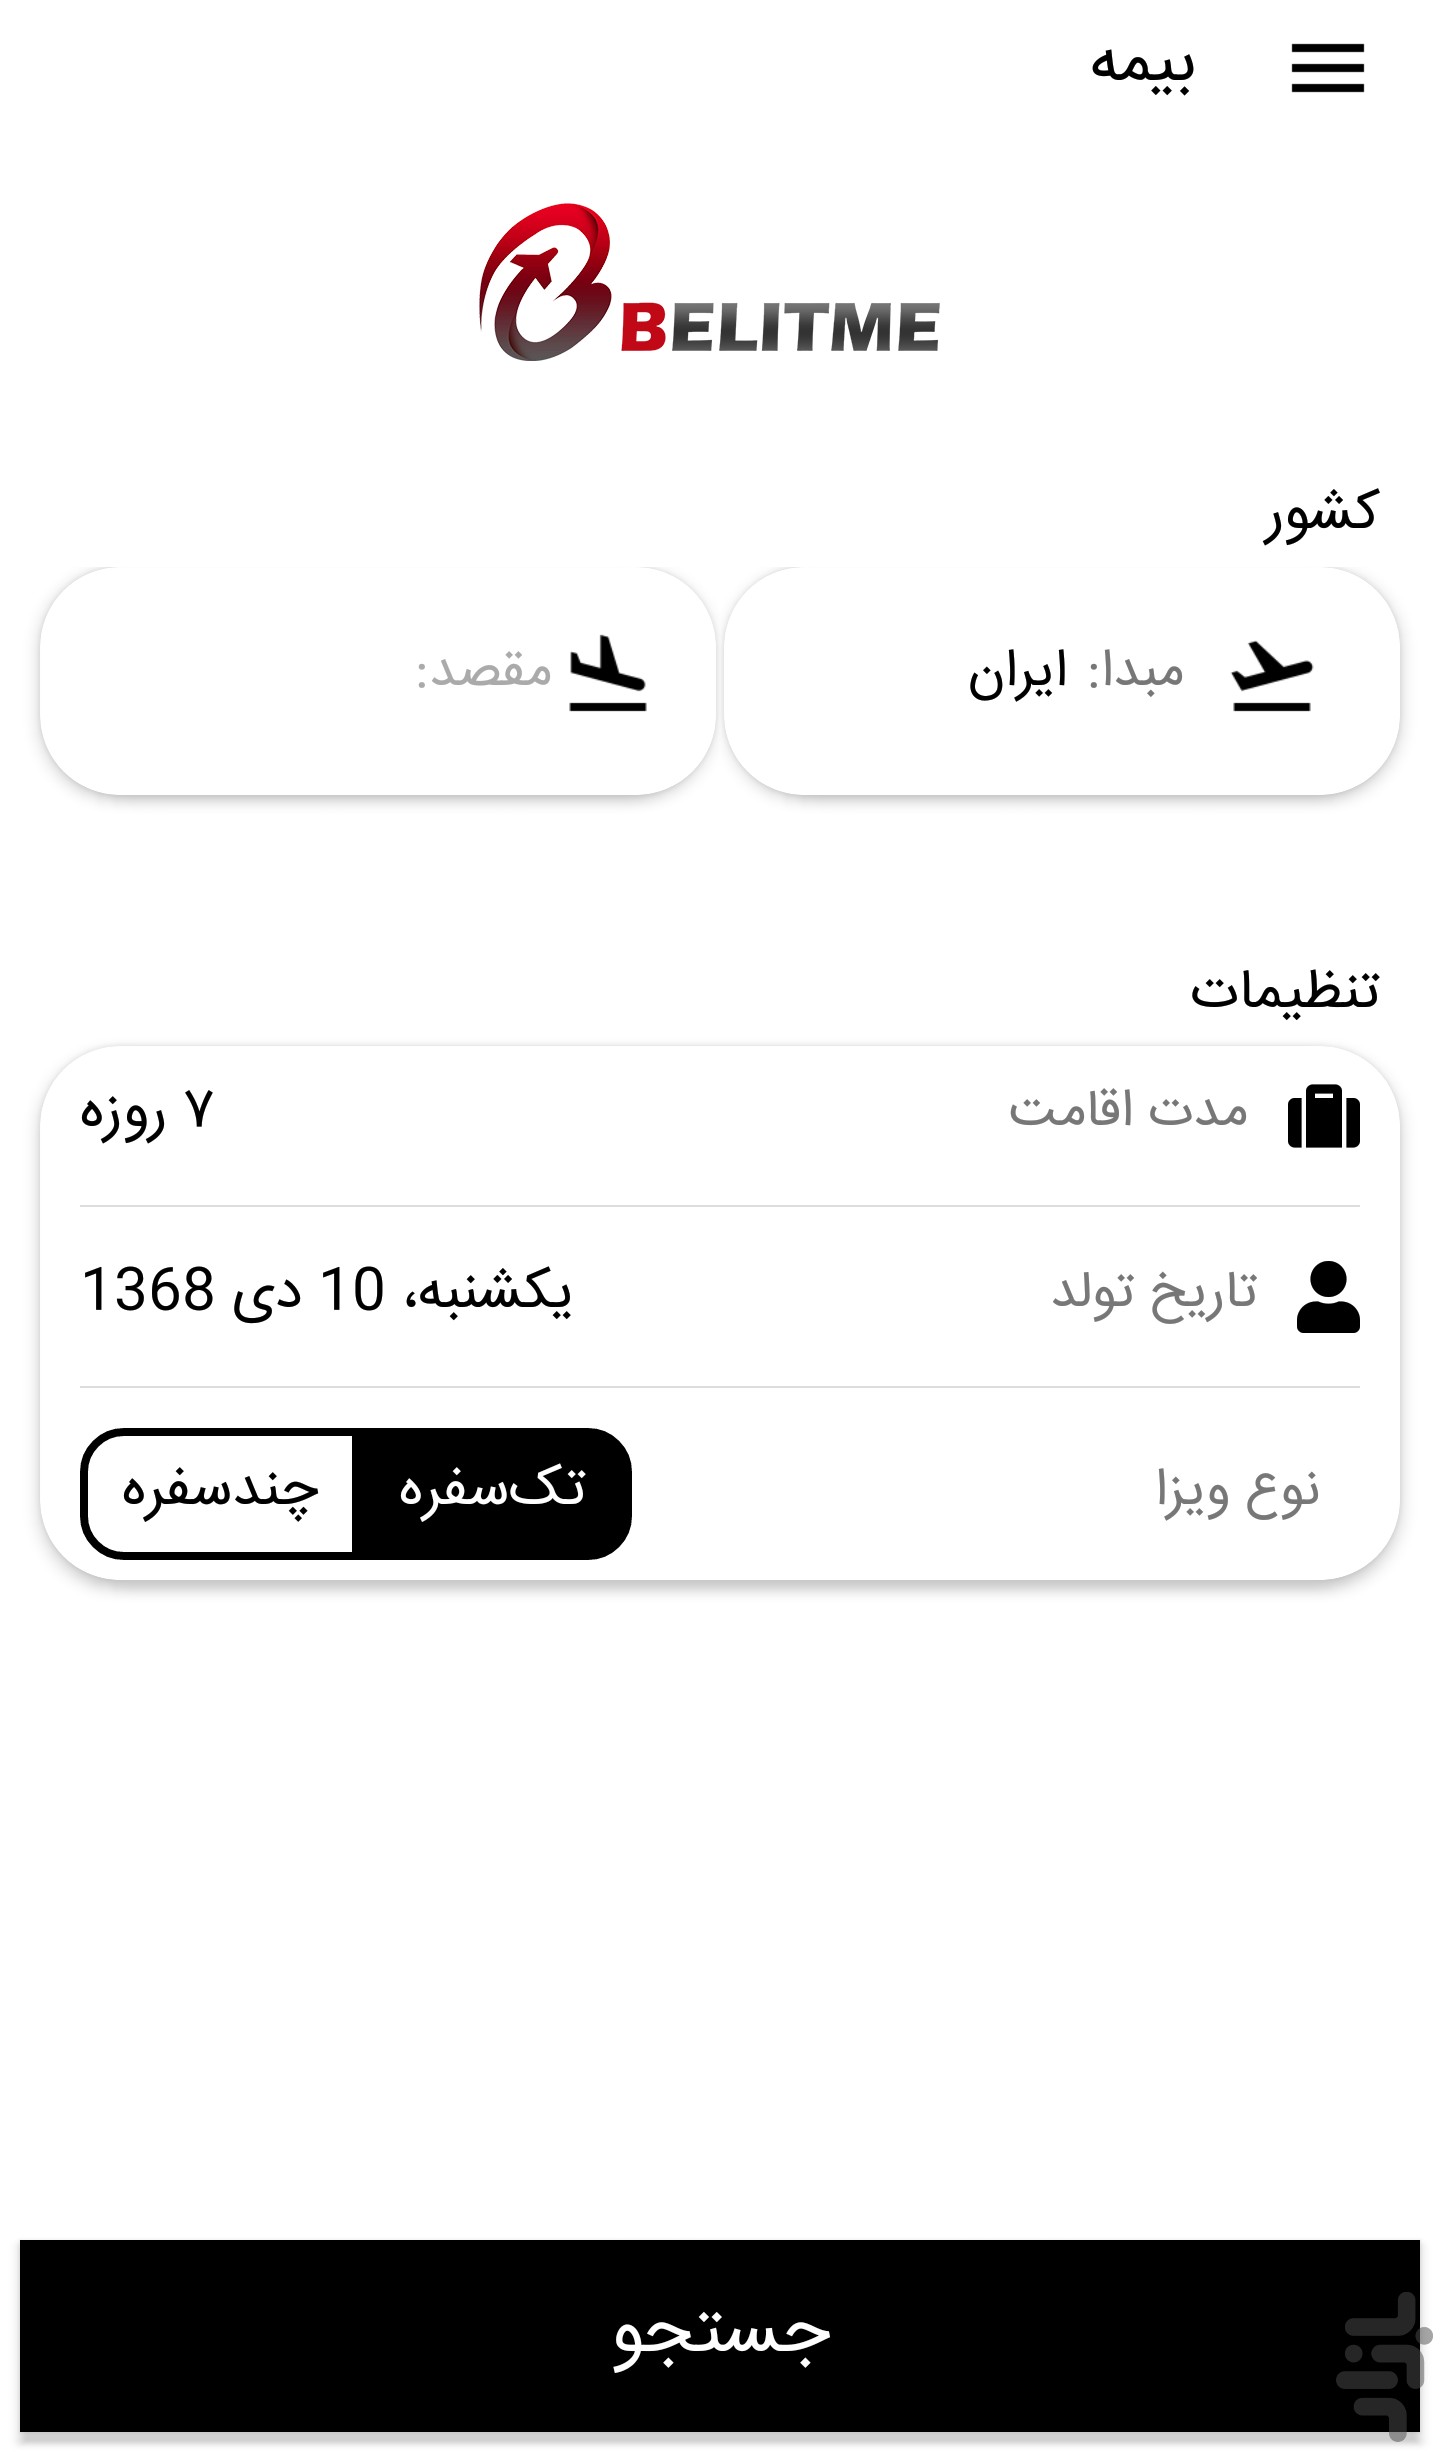 بیمه
BELITME
کشور
مبدا: ایران
مقصد:
تنظیمات
مدت اقامت ۷ روزه
تاریخ تولد یکشنبه، 10 دی 1368
نوع ویزا تک‌سفره چندسفره
جستجو
بازار